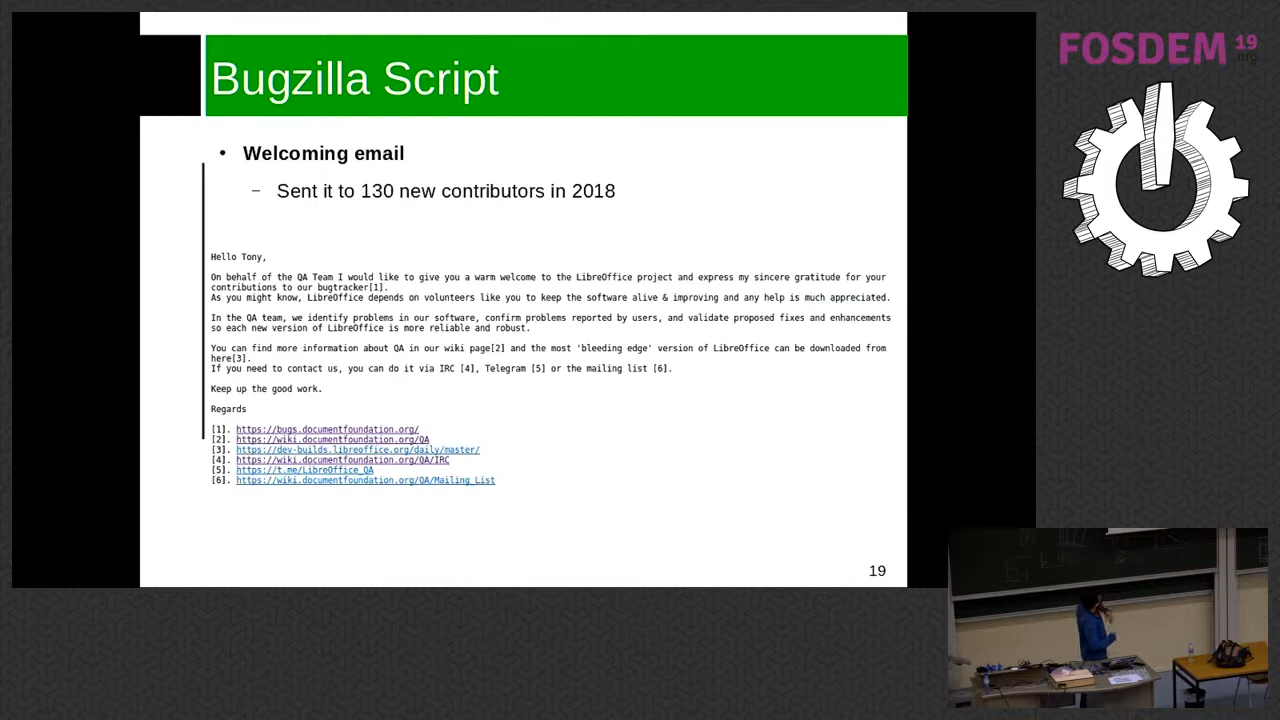 Bugzilla Script
• Welcoming email
– Sent it to 130 new contributors in 2018
Hello Tony,
On behalf of the QA Team I would like to give you a warm welcome to the LibreOffice project and express my sincere gratitude for your
contributions to our bugtracker[1].
As you might know, LibreOffice depends on volunteers like you to keep the software alive & improving and any help is much appreciated.
In the QA team, we identify problems in our software, confirm problems reported by users, and validate proposed fixes and enhancements
so each new version of LibreOffice is more reliable and robust.
You can find more information about QA in our wiki page[2] and the most 'bleeding edge' version of LibreOffice can be downloaded from
here[3].
If you need to contact us, you can do it via IRC [4], Telegram [5] or the mailing list [6].
Keep up the good work.
Regards
[1]. https://bugs.documentfoundation.org/
[2]. https://wiki.documentfoundation.org/QA
[3]. https://dev-builds.libreoffice.org/daily/master/
[4]. https://wiki.documentfoundation.org/QA/IRC
[5]. https://t.me/LibreOffice_QA
[6]. https://wiki.documentfoundation.org/QA/Mailing_List
19
FOSDEM 19
.org